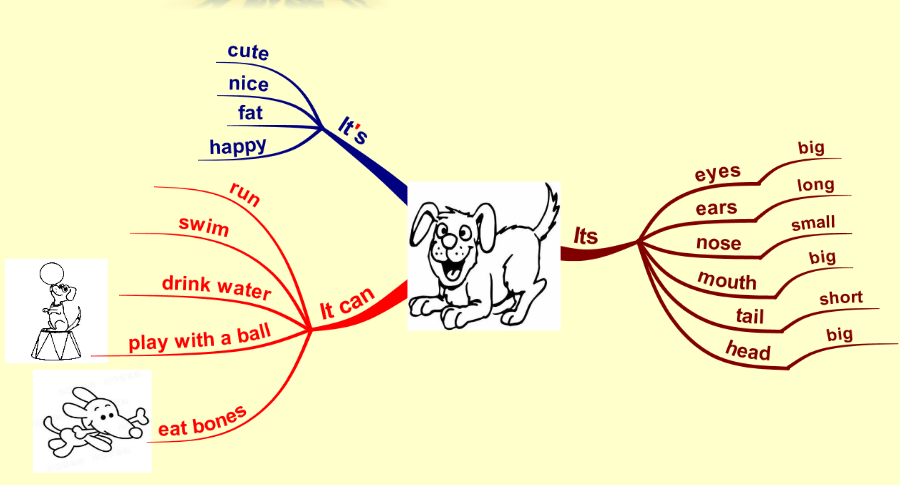 It's
cute
nice
fat
happy
It can
run
swim
drink water
play with a ball
eat bones
Its
eyes big
ears long
nose small
mouth big
tail short
head big